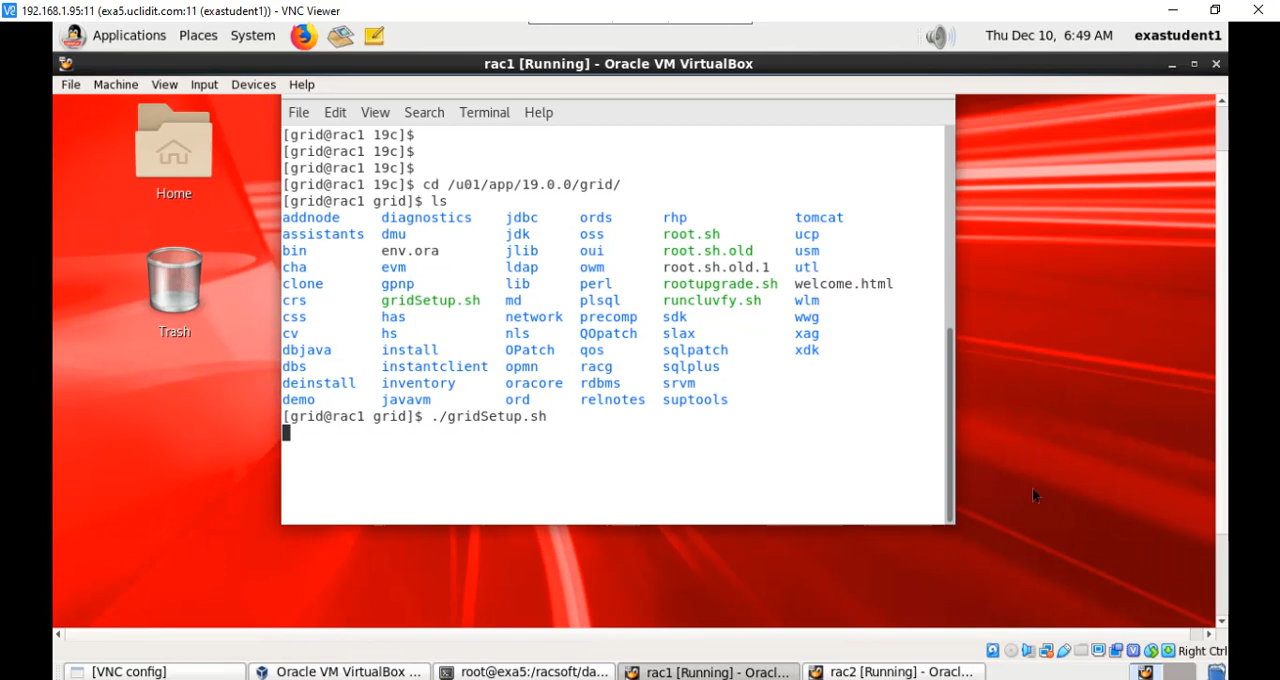 192.168.1.95:11 (exa5.uclidit.com:11 (exastudent1)) - VNC Viewer
Applications Places System Thu Dec 10, 6:49 AM exastudent1
rac1 [Running] - Oracle VM VirtualBox
File Machine View Input Devices Help
File Edit View Search Terminal Help
Home
Trash
[grid@rac1 19c]$
[grid@rac1 19c]$
[grid@rac1 19c]$
[grid@rac1 19c]$ cd /u01/app/19.0.0/grid/
[grid@rac1 grid]$ ls
addnode diagnostics jdbc ords rhp tomcat
assistants dmu jdk oss root.sh ucp
bin env.ora jlib oui root.sh.old usm
cha evm ldap owm root.sh.old.1 utl
clone gpnp lib perl rootupgrade.sh welcome.html
crs gridSetup.sh md plsql runcluvfy.sh wlm
css has network precomp sdk wwg
cv hs nls QOpatch slax xag
dbjava install OPatch qos sqlpatch xdk
dbs instantclient opmn racg sqlplus
deinstall inventory oracore rdbms srvm
demo javavm ord relnotes suptools
[grid@rac1 grid]$ ./gridSetup.sh
Right Ctrl
[VNC config] Oracle VM VirtualBox ... root@exa5:/racsoft/da... rac1 [Running] - Oracl... rac2 [Running] - Oracl...